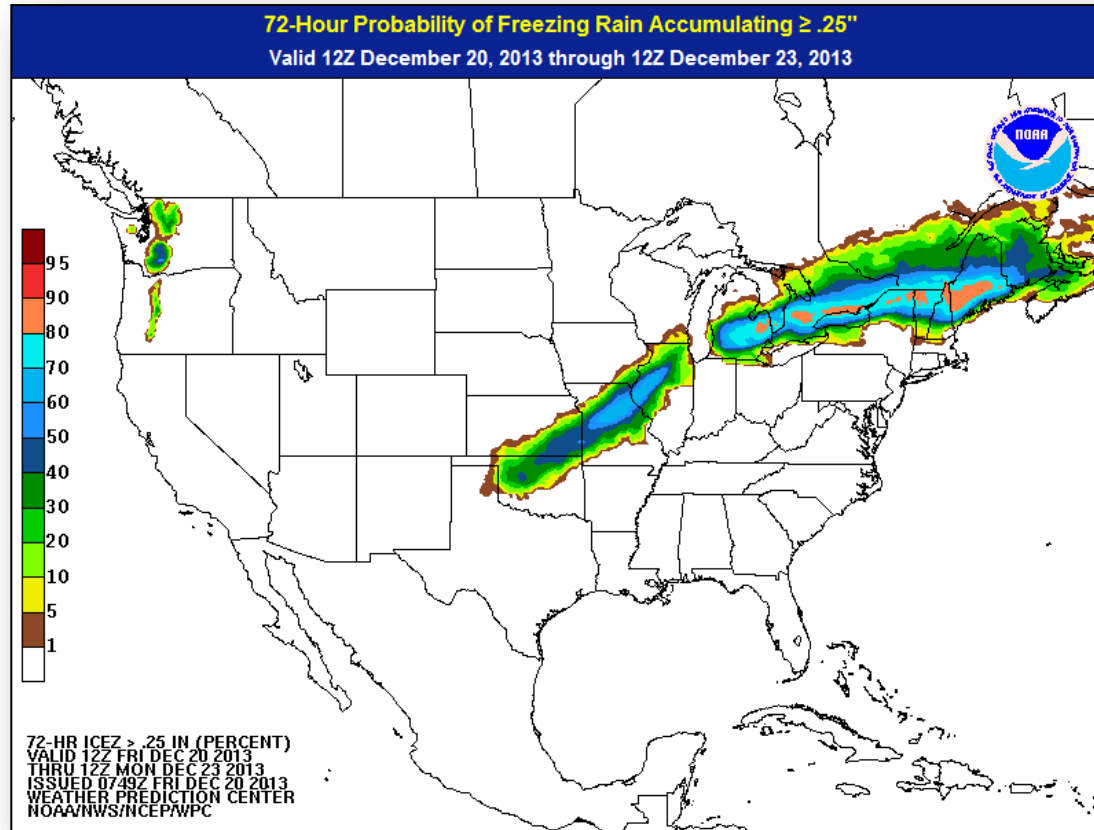 72-Hour Probability of Freezing Rain Accumulating ≥ .25"
Valid 12Z December 20, 2013 through 12Z December 23, 2013
NOAA
95
90
80
70
60
50
40
30
20
10
5
1
72-HR ICEZ > .25 IN (PERCENT)
VALID 12Z FRI DEC 20 2013
THRU 12Z MON DEC 23 2013
ISSUED 0749Z FRI DEC 20 2013
WEATHER PREDICTION CENTER
NOAA/NWS/NCEP/WPC